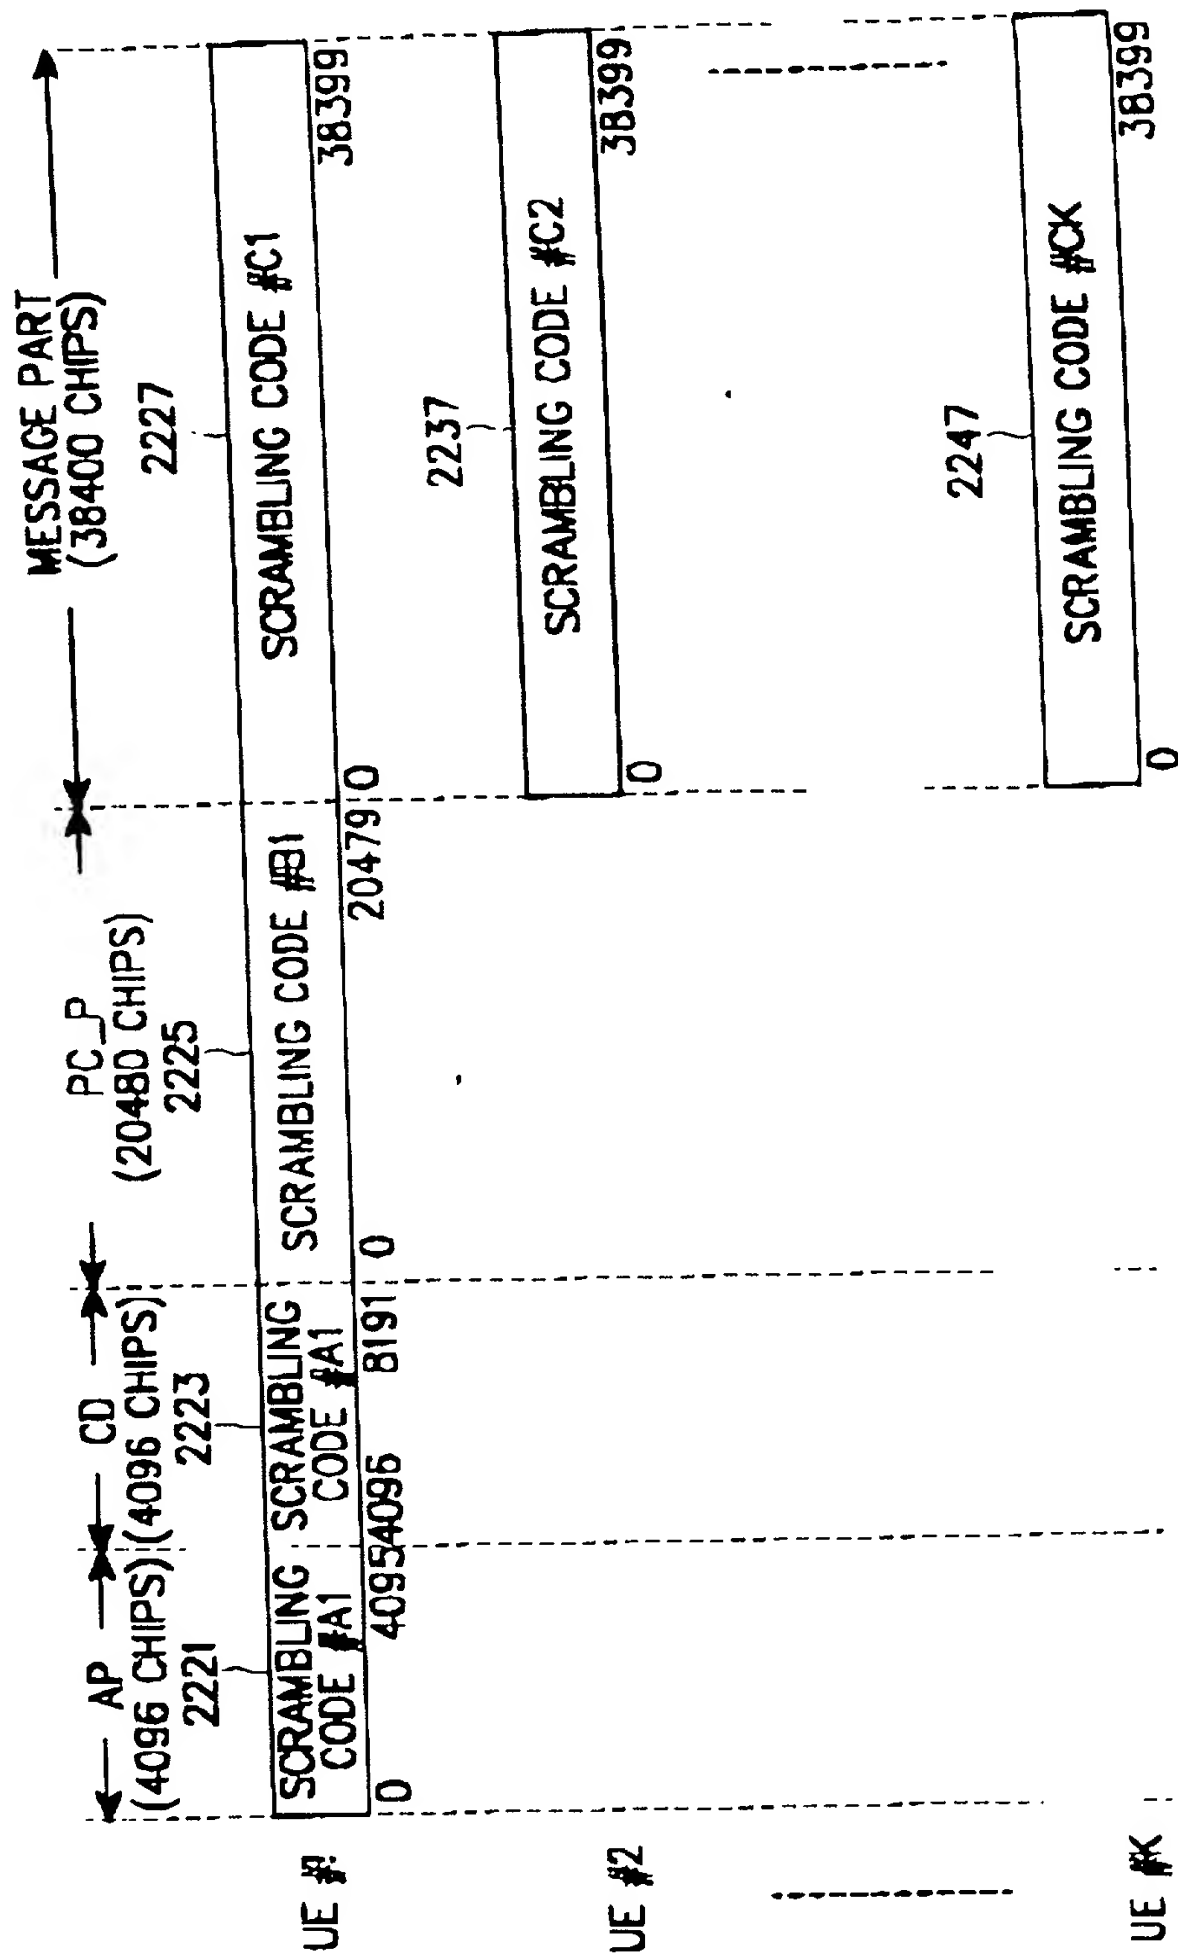 AP
(4096 CHIPS)
2221
CD
(4096 CHIPS)
2223
PC_P
(20480 CHIPS)
2225
MESSAGE PART
(38400 CHIPS)
2227
UE
SCRAMBLING
CODE #A1
SCRAMBLING
CODE #A1
SCRAMBLING CODE #B1
SCRAMBLING CODE #C1
0
4095
4096
8191
0
20479
0
38399
UE #2
2237
SCRAMBLING CODE #C2
0
38399
UE #K
2247
SCRAMBLING CODE #CK
0
38399